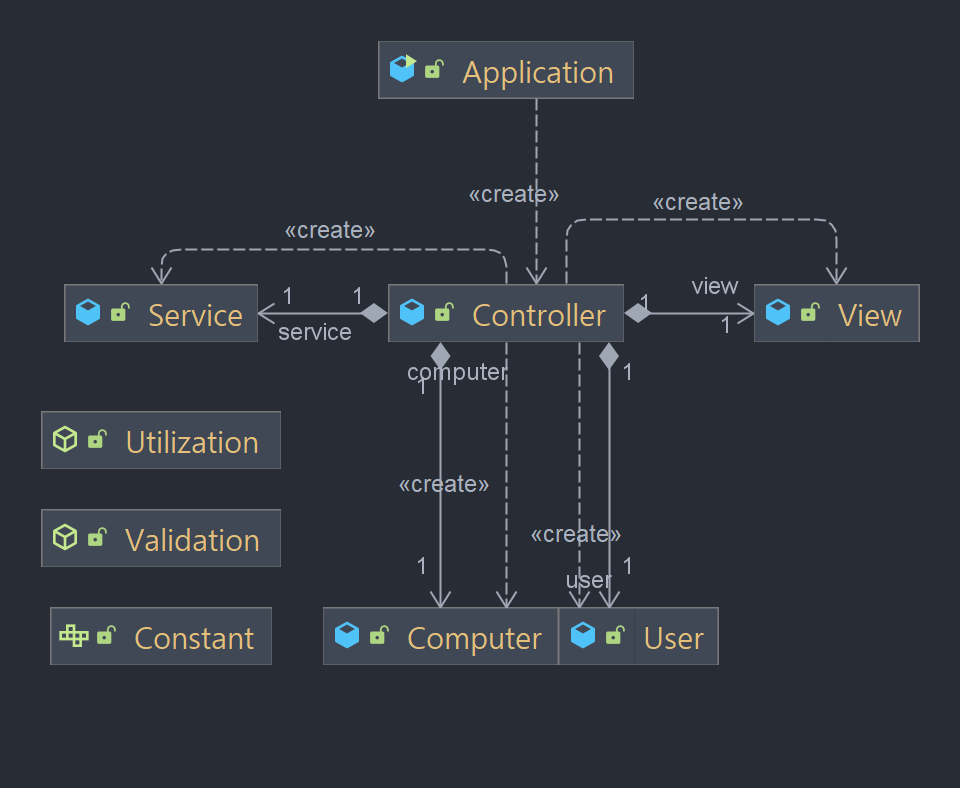 Application
«create»
«create»
«create»
view
1
1
1
1
Service
Controller
View
service
computer
1
1
Utilization
«create»
«create»
Validation
1
1
user
Constant
Computer
User